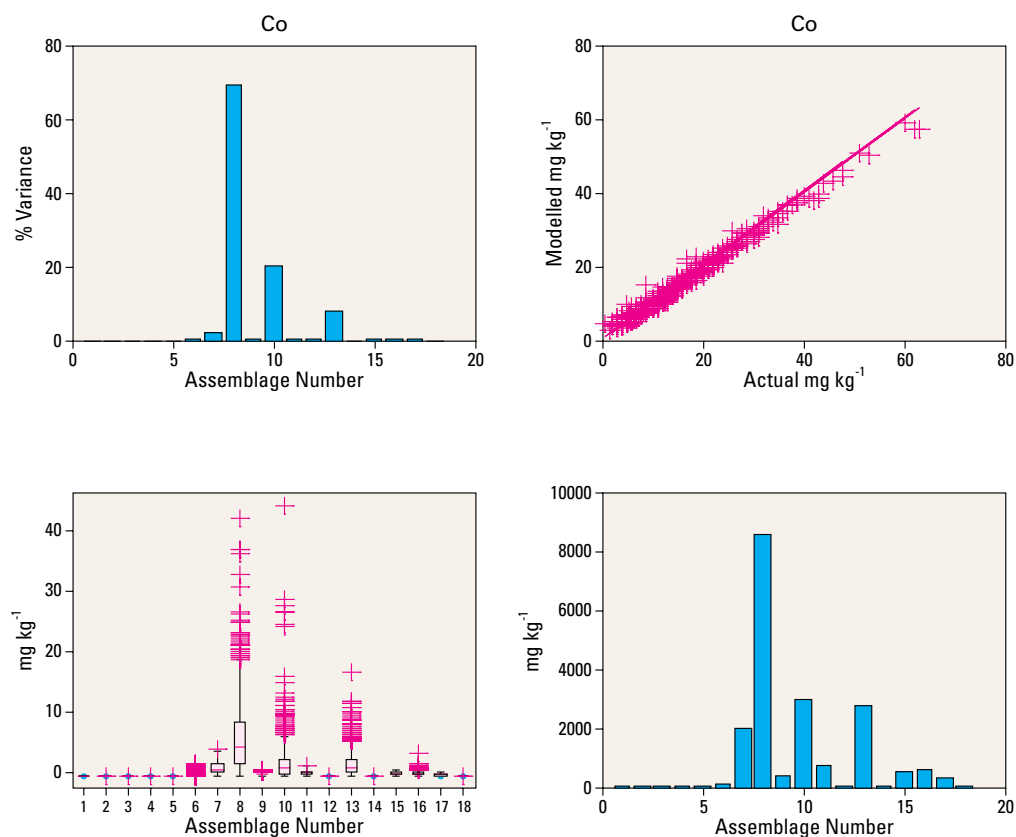 Co
80
60
40
20
0
% Variance
0 5 10 15 20
Assemblage Number
Co
80
60
40
20
0
Modelled mg kg⁻¹
0 20 40 60 80
Actual mg kg⁻¹
40
30
20
10
0
mg kg⁻¹
1 2 3 4 5 6 7 8 9 10 11 12 13 14 15 16 17 18
Assemblage Number
10000
8000
6000
4000
2000
0
mg kg⁻¹
0 5 10 15 20
Assemblage Number